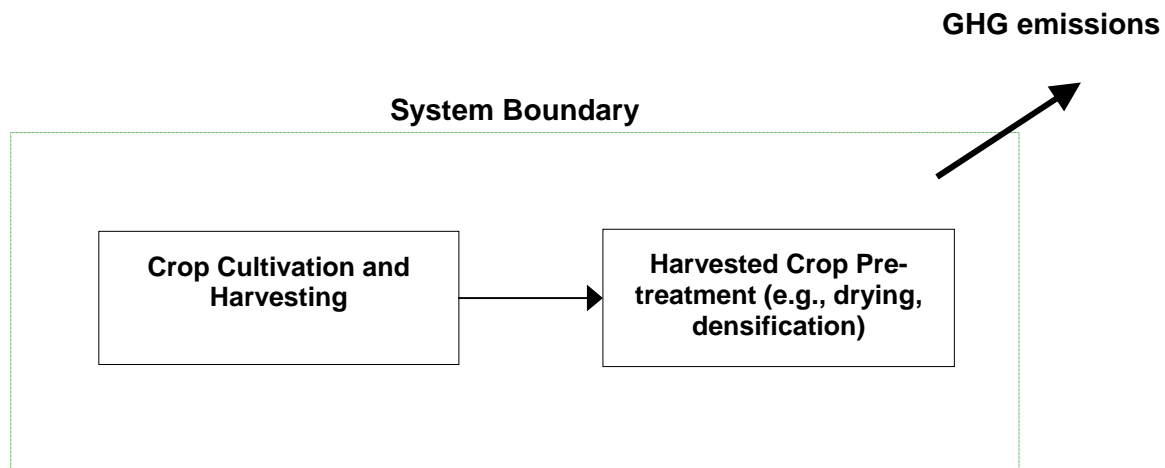 GHG emissions
System Boundary
Crop Cultivation and
Harvesting
Harvested Crop Pre-
treatment (e.g., drying,
densification)